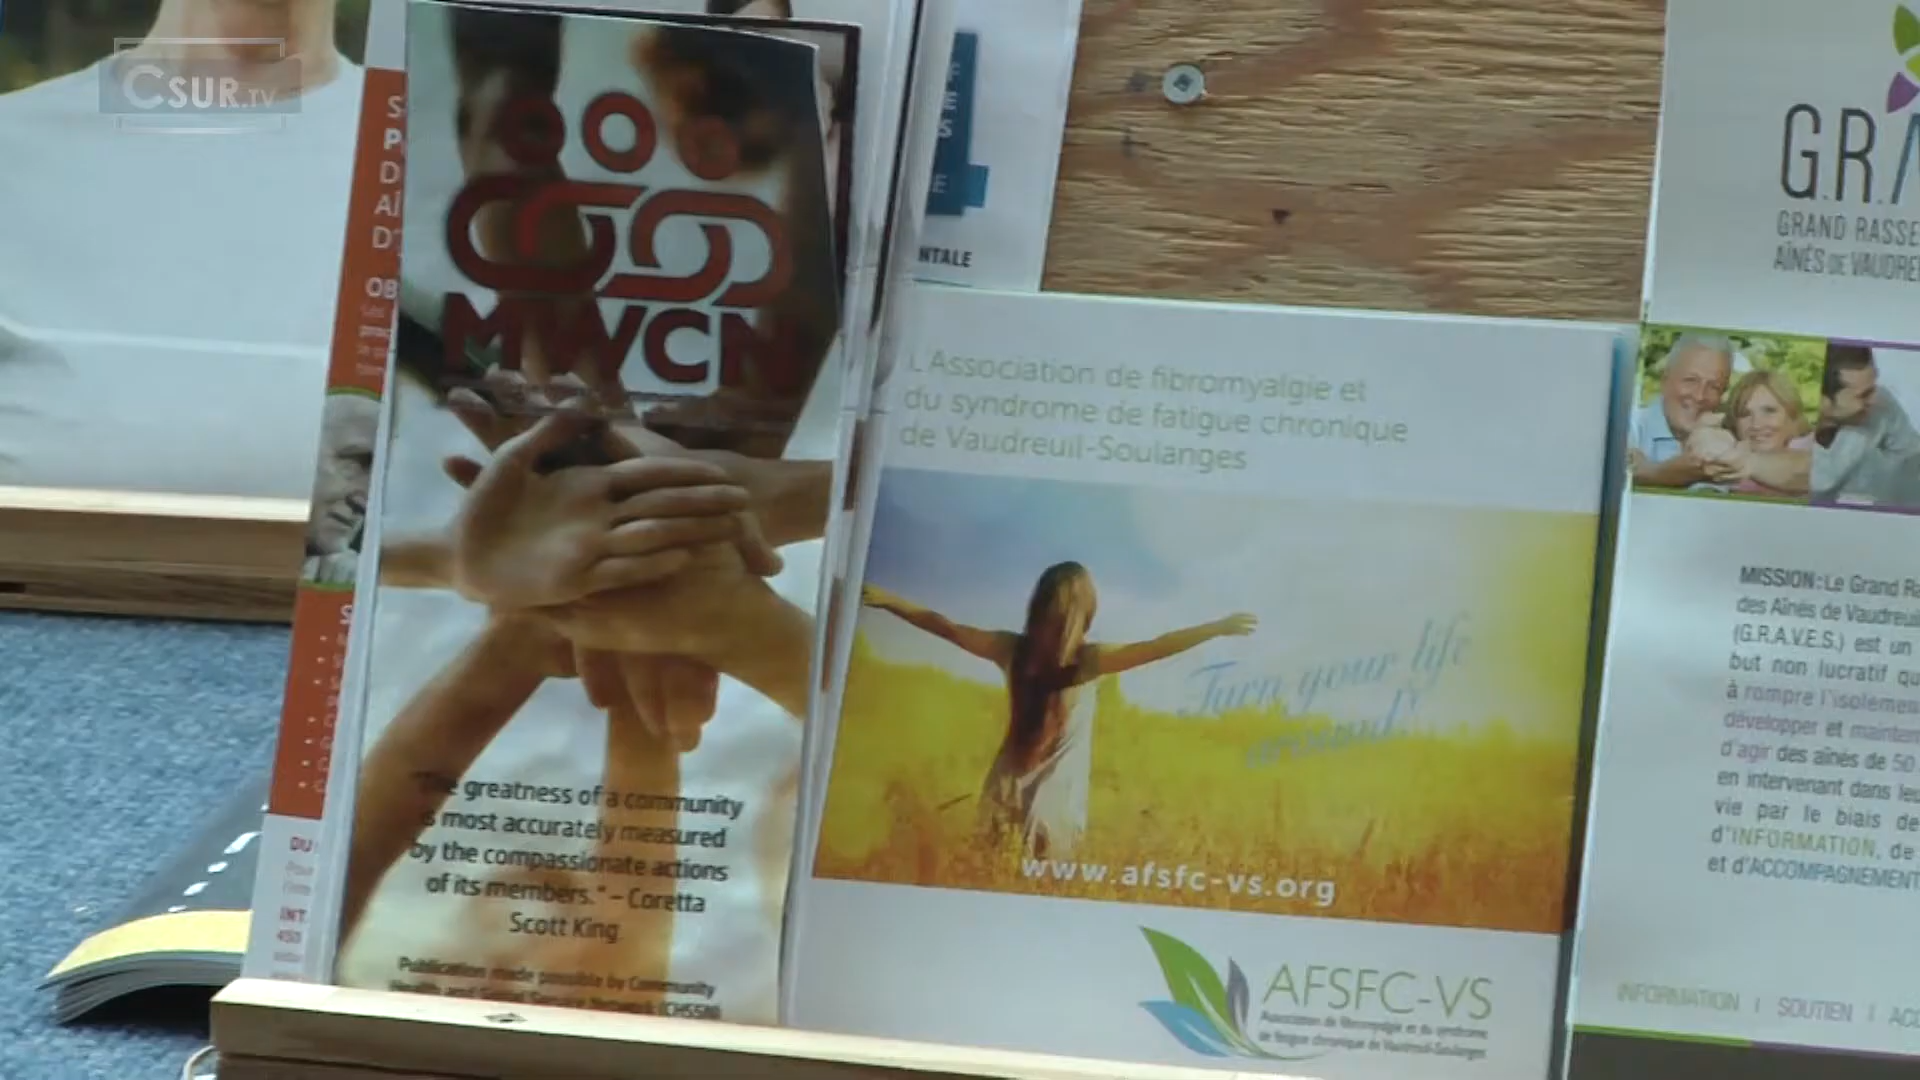 CSUR.TV
MWCN
greatness of a community
is most accurately measured
by the compassionate actions
of its members." – Coretta
Scott King
Publication made possible by Community
NTALE
L'Association de fibromyalgie et
du syndrome de fatigue chronique
de Vaudreuil-Soulanges
Turn your life
around!
www.afsfc-vs.org
AFSFC-VS
Association de fibromyalgie et du syndrome
de fatigue chronique de Vaudreuil-Soulanges
G.R.
GRAND RASSE
AÎNÉS DE VAUDRE
MISSION: Le Grand Ra
des Aînés de Vaudreuil
(G.R.A.V.E.S.) est un
but non lucratif qu
à rompre l'isolemen
développer et mainten
d'agir des aînés de 50
en intervenant dans leu
vie par le biais de
d'INFORMATION, de
et d'ACCOMPAGNEMENT
INFORMATION | SOUTIEN | AC